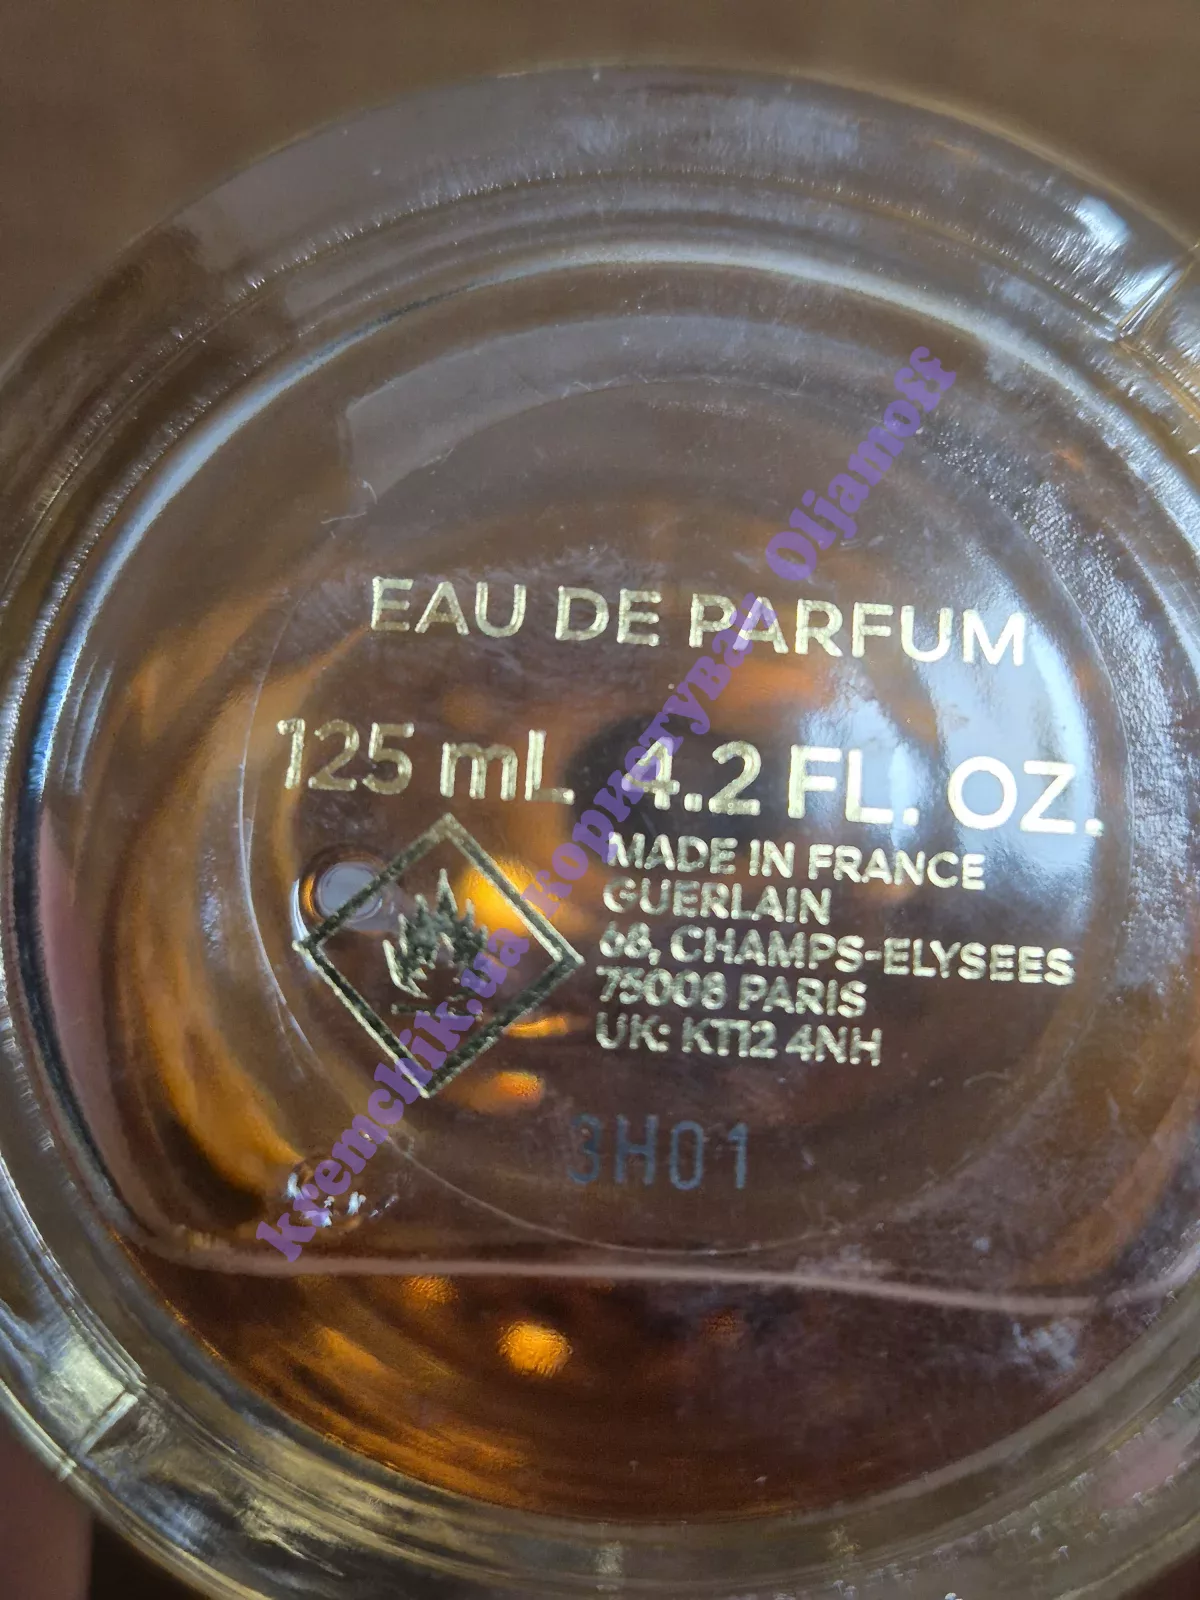 EAU DE PARFUM
125 mL 4.2 FL. OZ.
MADE IN FRANCE
GUERLAIN
68, CHAMPS-ELYSEES
75008 PARIS
UK: KT12 4NH
3H01
kremchik.ua користувач Oljamoff